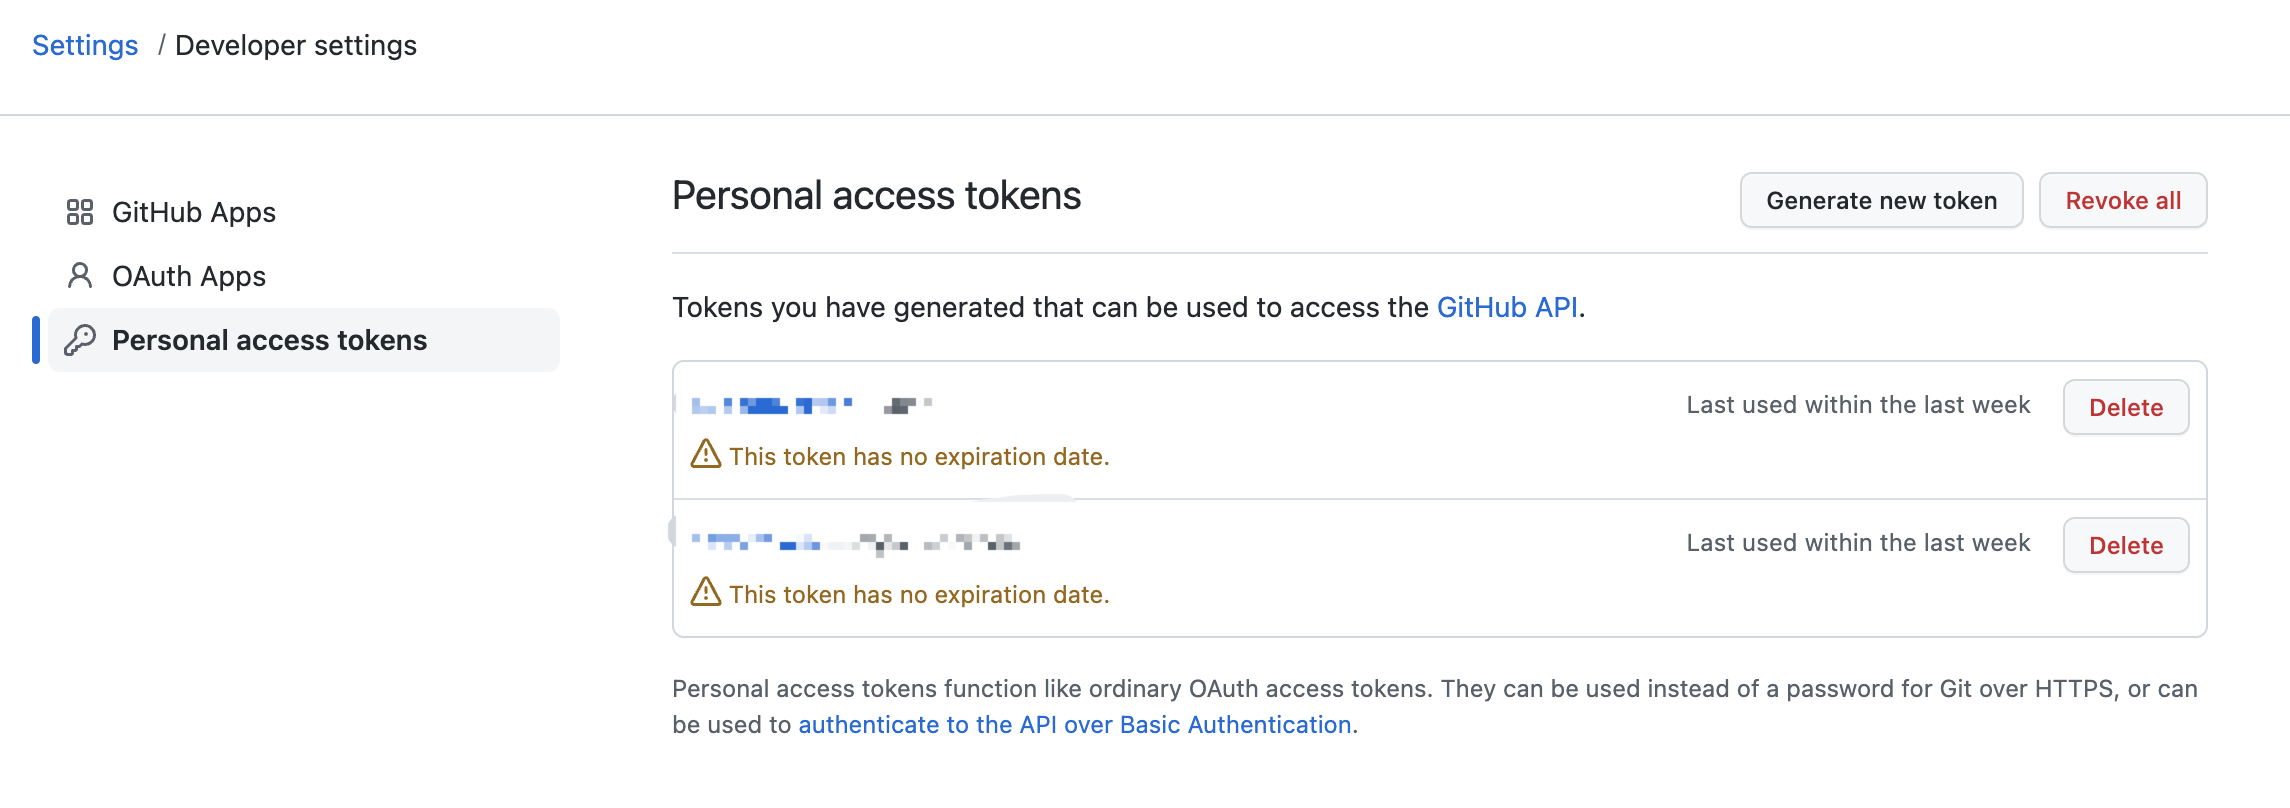 Settings / Developer settings
GitHub Apps
OAuth Apps
Personal access tokens
Personal access tokens
Generate new token
Revoke all
Tokens you have generated that can be used to access the GitHub API.
Last used within the last week
Delete
This token has no expiration date.
Last used within the last week
Delete
This token has no expiration date.
Personal access tokens function like ordinary OAuth access tokens. They can be used instead of a password for Git over HTTPS, or can
be used to authenticate to the API over Basic Authentication.